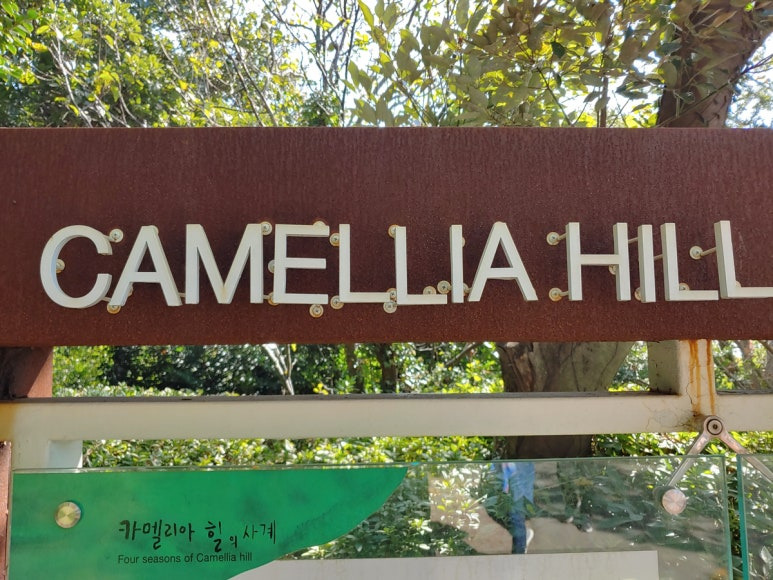 CAMELLIA HILL
카멜리아 힐의 사계
Four seasons of Camellia hill